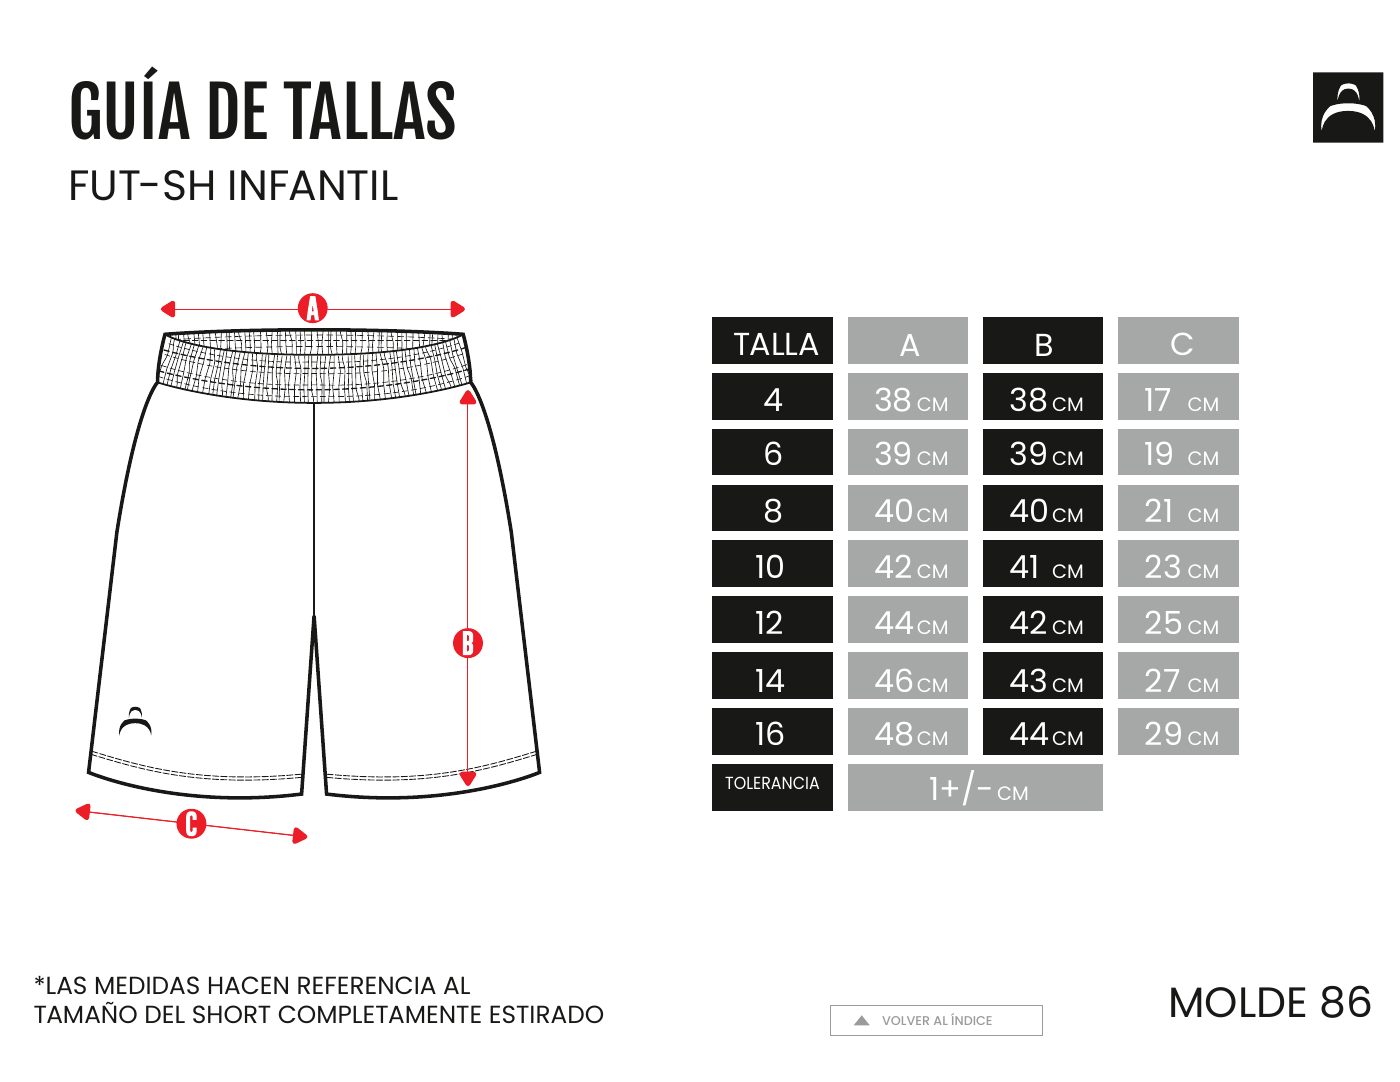 GUÍA DE TALLAS
FUT-SH INFANTIL
A
B
C
TALLA A B C
4 38 CM 38 CM 17 CM
6 39 CM 39 CM 19 CM
8 40 CM 40 CM 21 CM
10 42 CM 41 CM 23 CM
12 44 CM 42 CM 25 CM
14 46 CM 43 CM 27 CM
16 48 CM 44 CM 29 CM
TOLERANCIA 1+/- CM
*LAS MEDIDAS HACEN REFERENCIA AL
TAMAÑO DEL SHORT COMPLETAMENTE ESTIRADO
VOLVER AL ÍNDICE
MOLDE 86